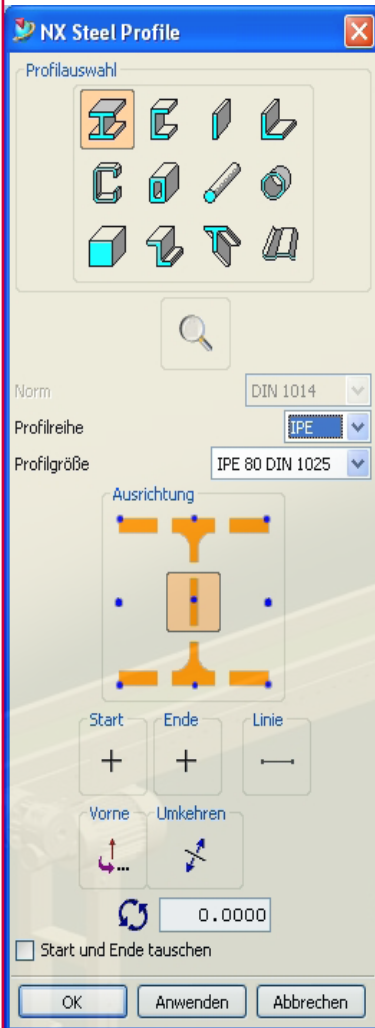 NX Steel Profile
Profilauswahl
Norm DIN 1014
Profilreihe IPE
Profilgröße IPE 80 DIN 1025
Ausrichtung
Start Ende Linie
Vorne Umkehren
...
0.0000
Start und Ende tauschen
OK Anwenden Abbrechen